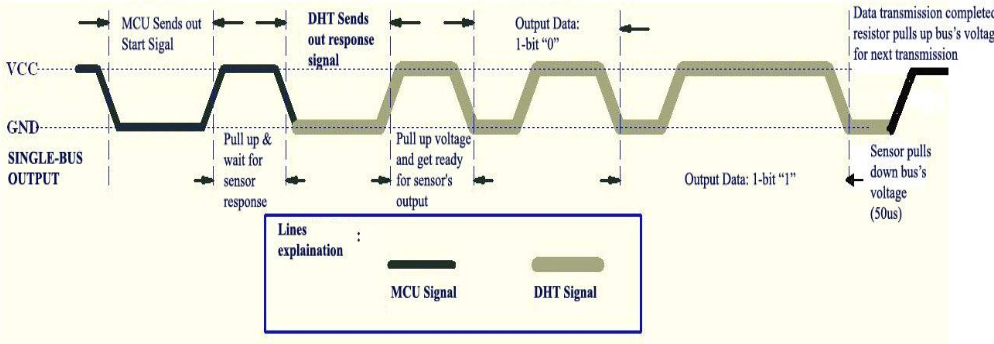 MCU Sends out
Start Sigal
DHT Sends
out response
signal
Output Data:
1-bit “0”
Data transmission completed
resistor pulls up bus's voltag
for next transmission
VCC
GND
SINGLE-BUS
OUTPUT
Pull up &
wait for
sensor
response
Pull up voltage
and get ready
for sensor's
output
Output Data: 1-bit “1”
Sensor pulls
down bus's
voltage
(50us)
Lines
explaination :
MCU Signal
DHT Signal